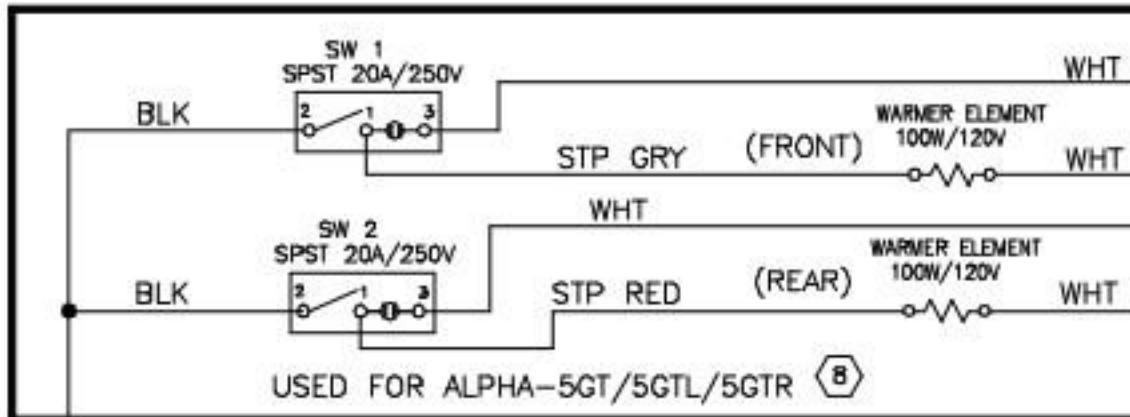 SW 1
SPST 20A/250V
BLK
2 1 3
WHT
WARMER ELEMENT
100W/120V
STP GRY (FRONT) WHT
WHT
SW 2
SPST 20A/250V
BLK
2 1 3
WARMER ELEMENT
100W/120V
STP RED (REAR) WHT
USED FOR ALPHA-5GT/5GTL/5GTR 8